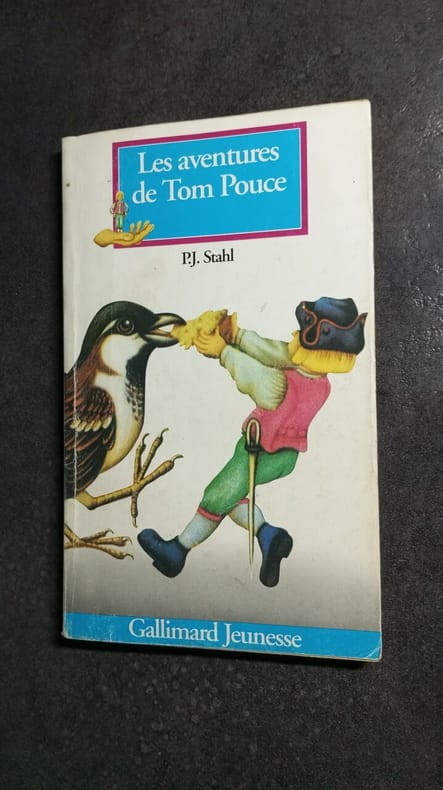 Les aventures
de Tom Pouce
P.J. Stahl
Gallimard Jeunesse